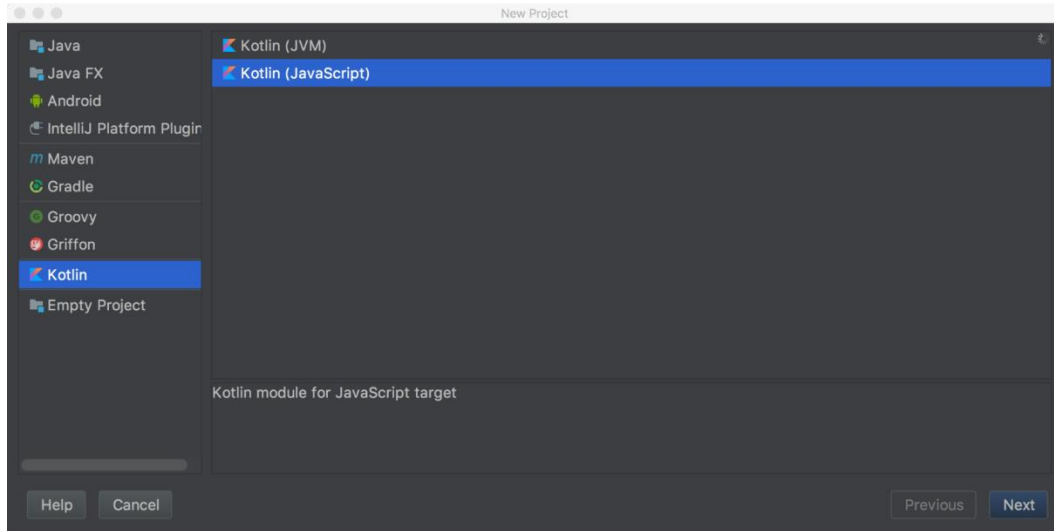 New Project
Java
Java FX
Android
IntelliJ Platform Plugin
Maven
Gradle
Groovy
Griffon
Kotlin
Empty Project
Kotlin (JVM)
Kotlin (JavaScript)
Kotlin module for JavaScript target
Help
Cancel
Previous
Next